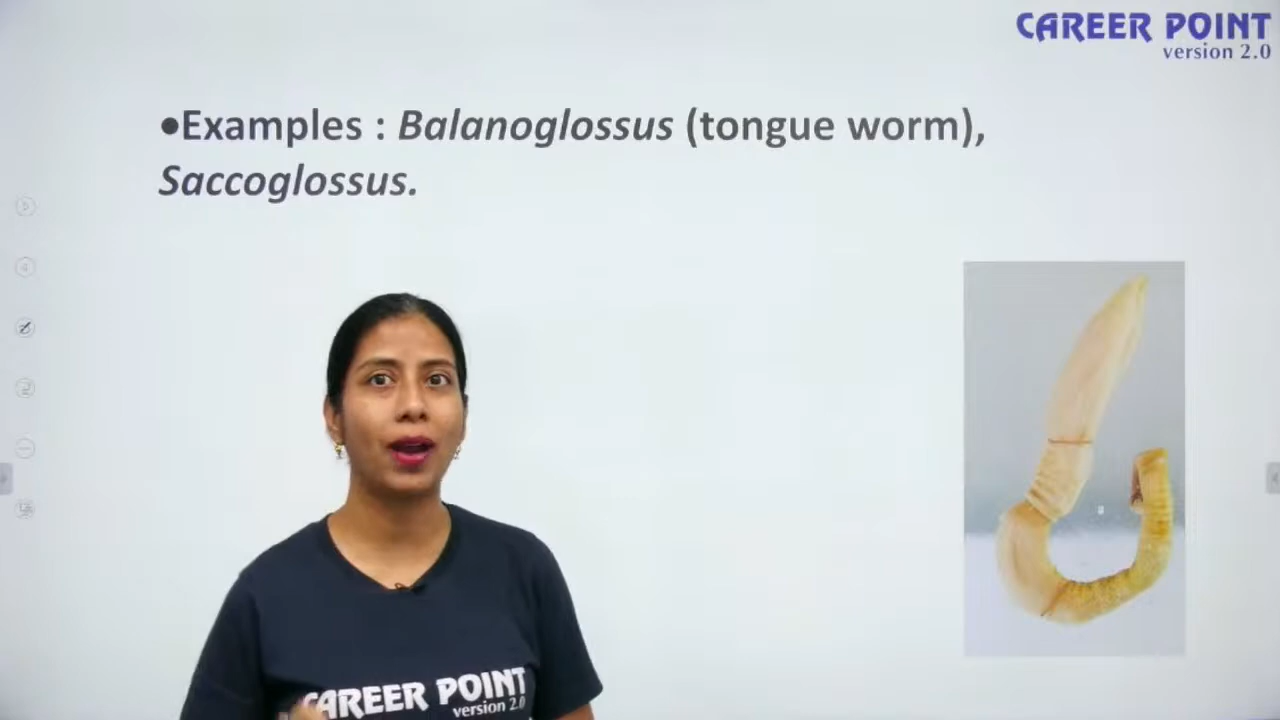 CAREER POINT
version 2.0
•Examples : Balanoglossus (tongue worm),
Saccoglossus.
CAREER POINT
version 2.0